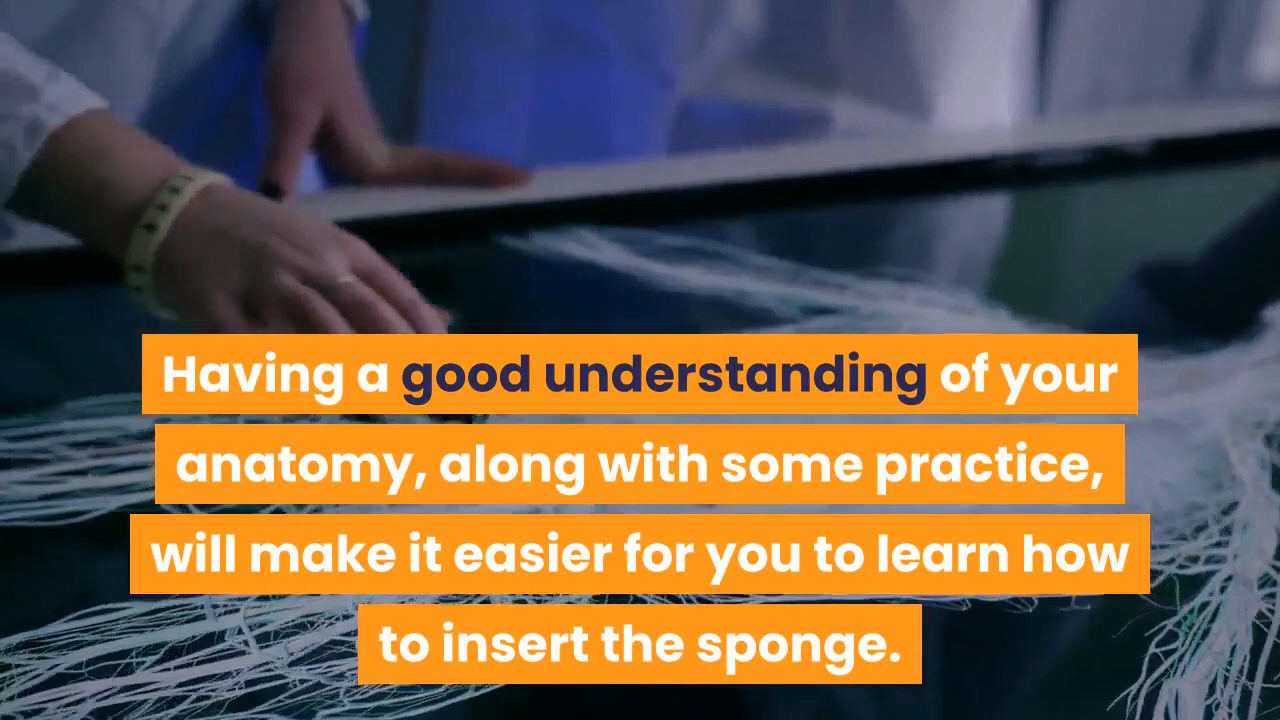 Having a good understanding of your
anatomy, along with some practice,
will make it easier for you to learn how
to insert the sponge.